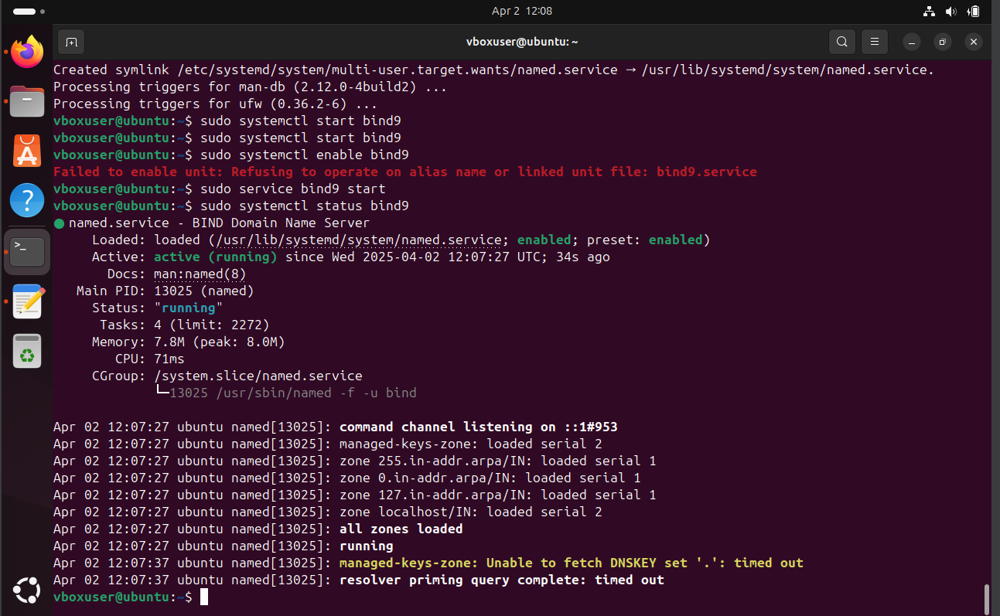 Apr 2 12:08
vboxuser@ubuntu: ~
Created symlink /etc/systemd/system/multi-user.target.wants/named.service → /usr/lib/systemd/system/named.service.
Processing triggers for man-db (2.12.0-4build2) ...
Processing triggers for ufw (0.36.2-6) ...
vboxuser@ubuntu:~$ sudo systemctl start bind9
vboxuser@ubuntu:~$ sudo systemctl start bind9
vboxuser@ubuntu:~$ sudo systemctl enable bind9
Failed to enable unit: Refusing to operate on alias name or linked unit file: bind9.service
vboxuser@ubuntu:~$ sudo service bind9 start
vboxuser@ubuntu:~$ sudo systemctl status bind9
● named.service - BIND Domain Name Server
Loaded: loaded (/usr/lib/systemd/system/named.service; enabled; preset: enabled)
Active: active (running) since Wed 2025-04-02 12:07:27 UTC; 34s ago
Docs: man:named(8)
Main PID: 13025 (named)
Status: "running"
Tasks: 4 (limit: 2272)
Memory: 7.8M (peak: 8.0M)
CPU: 71ms
CGroup: /system.slice/named.service
└─13025 /usr/sbin/named -f -u bind
Apr 02 12:07:27 ubuntu named[13025]: command channel listening on ::1#953
Apr 02 12:07:27 ubuntu named[13025]: managed-keys-zone: loaded serial 2
Apr 02 12:07:27 ubuntu named[13025]: zone 255.in-addr.arpa/IN: loaded serial 1
Apr 02 12:07:27 ubuntu named[13025]: zone 0.in-addr.arpa/IN: loaded serial 1
Apr 02 12:07:27 ubuntu named[13025]: zone 127.in-addr.arpa/IN: loaded serial 1
Apr 02 12:07:27 ubuntu named[13025]: zone localhost/IN: loaded serial 2
Apr 02 12:07:27 ubuntu named[13025]: all zones loaded
Apr 02 12:07:27 ubuntu named[13025]: running
Apr 02 12:07:37 ubuntu named[13025]: managed-keys-zone: Unable to fetch DNSKEY set '.': timed out
Apr 02 12:07:37 ubuntu named[13025]: resolver priming query complete: timed out
vboxuser@ubuntu:~$